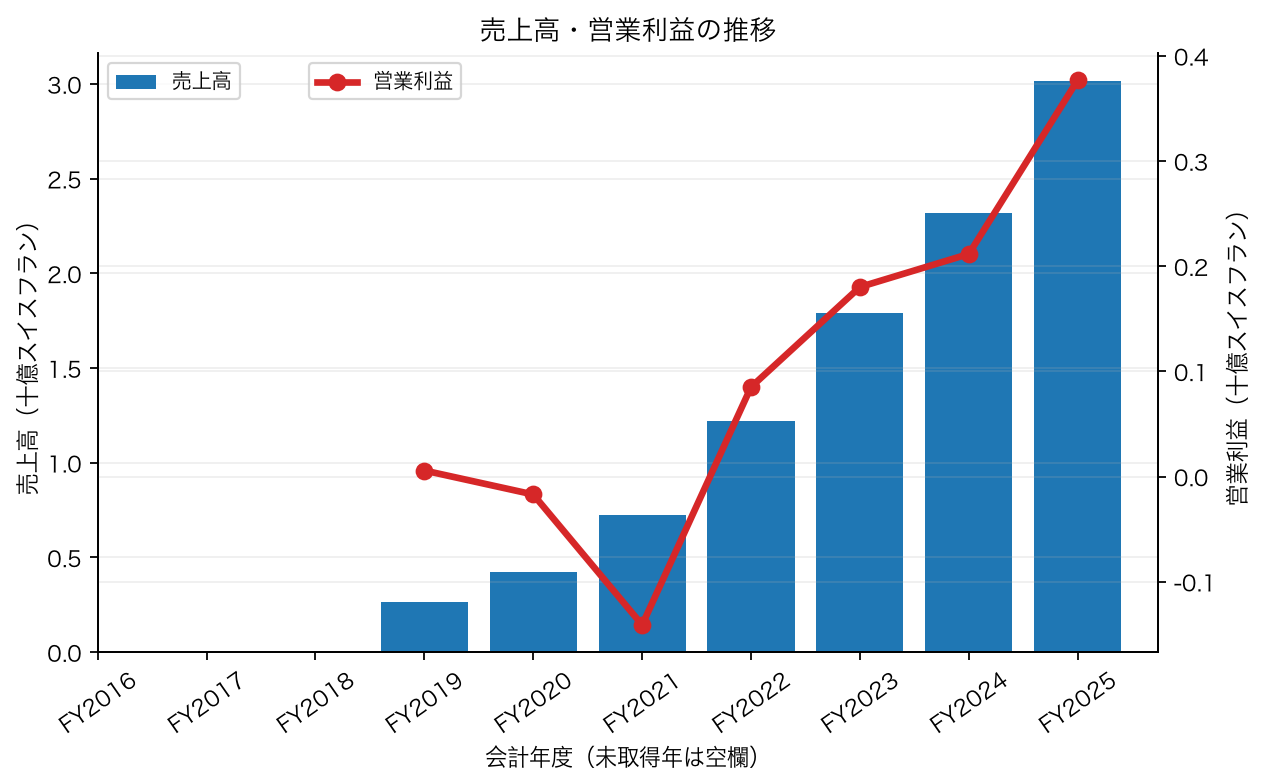 売上高・営業利益の推移
売上高
営業利益
売上高（十億スイスフラン）
3.0
2.5
2.0
1.5
1.0
0.5
0.0
0.4
0.3
0.2
0.1
0.0
-0.1
営業利益（十億スイスフラン）
FY2016
FY2017
FY2018
FY2019
FY2020
FY2021
FY2022
FY2023
FY2024
FY2025
会計年度（未取得年は空欄）